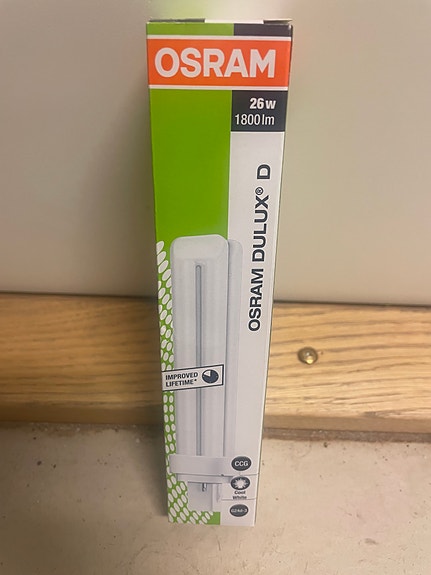 OSRAM
26w
1800lm
OSRAM DULUX® D
IMPROVED
LIFETIME*
CCG
Cool
White
G24d-3